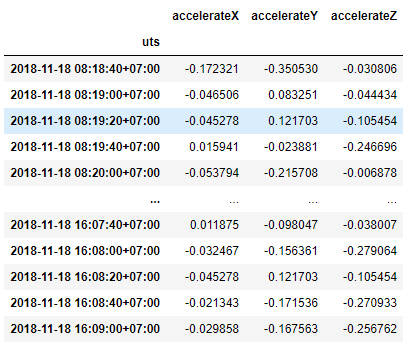 accelerateX accelerateY accelerateZ
uts
2018-11-18 08:18:40+07:00 -0.172321 -0.350530 -0.030806
2018-11-18 08:19:00+07:00 -0.046506 0.083251 -0.044434
2018-11-18 08:19:20+07:00 -0.045278 0.121703 -0.105454
2018-11-18 08:19:40+07:00 0.015941 -0.023881 -0.246696
2018-11-18 08:20:00+07:00 -0.053794 -0.215708 -0.006878
... ... ... ...
2018-11-18 16:07:40+07:00 0.011875 -0.098047 -0.038007
2018-11-18 16:08:00+07:00 -0.032467 -0.156361 -0.279064
2018-11-18 16:08:20+07:00 -0.045278 0.121703 -0.105454
2018-11-18 16:08:40+07:00 -0.021343 -0.171536 -0.270933
2018-11-18 16:09:00+07:00 -0.029858 -0.167563 -0.256762